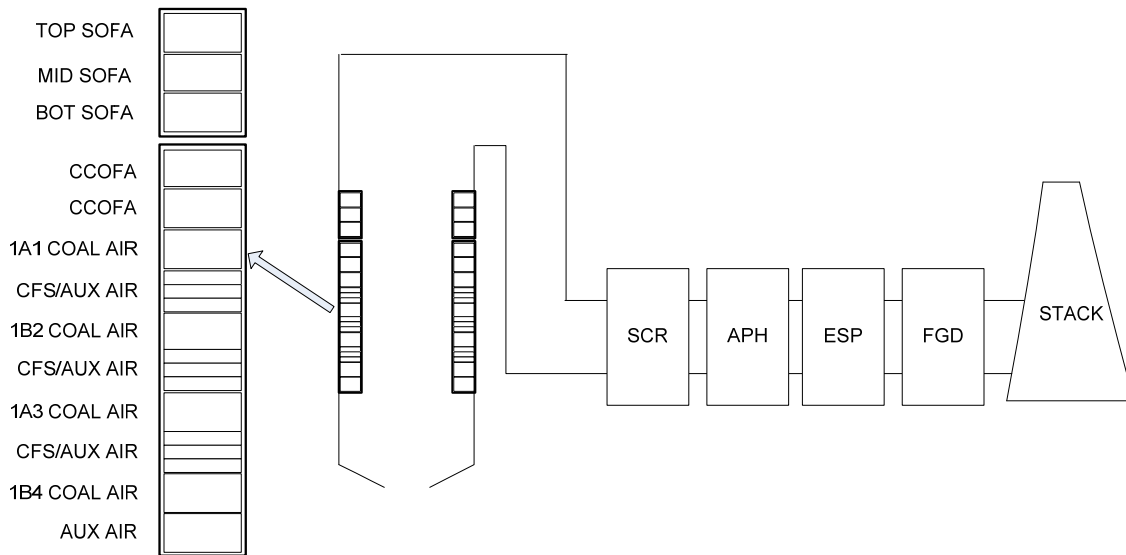 TOP SOFA
MID SOFA
BOT SOFA
CCOFA
CCOFA
1A1 COAL AIR
CFS/AUX AIR
1B2 COAL AIR
CFS/AUX AIR
1A3 COAL AIR
CFS/AUX AIR
1B4 COAL AIR
AUX AIR
SCR
APH
ESP
FGD
STACK